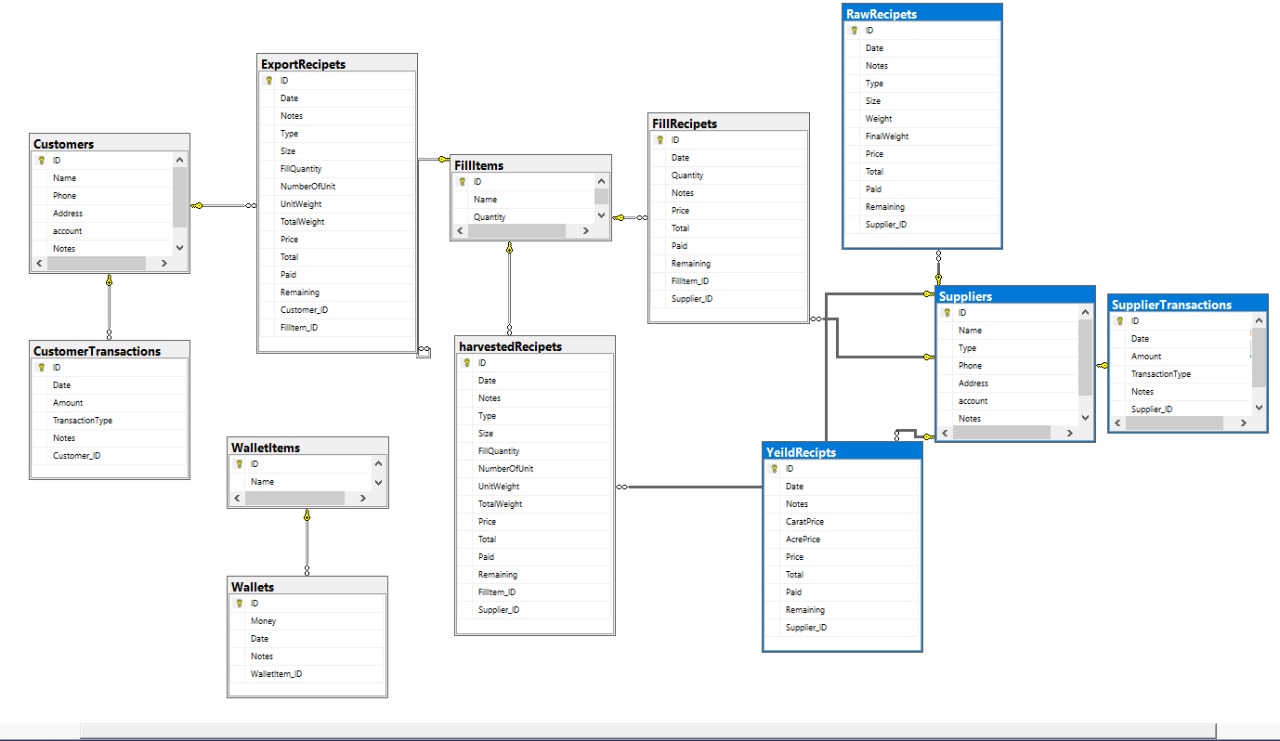 RawRecipets
ID
Date
Notes
Type
Size
Weight
FinalWeight
Price
Total
Paid
Remaining
Supplier_ID
ExportRecipets
ID
Date
Notes
Type
Size
FillQuantity
NumberOfUnit
UnitWeight
TotalWeight
Price
Total
Paid
Remaining
Customer_ID
FillItem_ID
FillRecipets
ID
Date
Quantity
Notes
Price
Total
Paid
Remaining
FillItem_ID
Supplier_ID
Customers
ID
Name
Phone
Address
account
Notes
FillItems
ID
Name
Quantity
Suppliers
ID
Name
Type
Phone
Address
account
Notes
SupplierTransactions
ID
Date
Amount
TransactionType
Notes
Supplier_ID
CustomerTransactions
ID
Date
Amount
TransactionType
Notes
Customer_ID
harvestedRecipets
ID
Date
Notes
Type
Size
FillQuantity
NumberOfUnit
UnitWeight
TotalWeight
Price
Total
Paid
Remaining
FillItem_ID
Supplier_ID
WalletItems
ID
Name
YeildRecipts
ID
Date
Notes
CaratPrice
AcrePrice
Price
Total
Paid
Remaining
Supplier_ID
Wallets
ID
Money
Date
Notes
WalletItem_ID